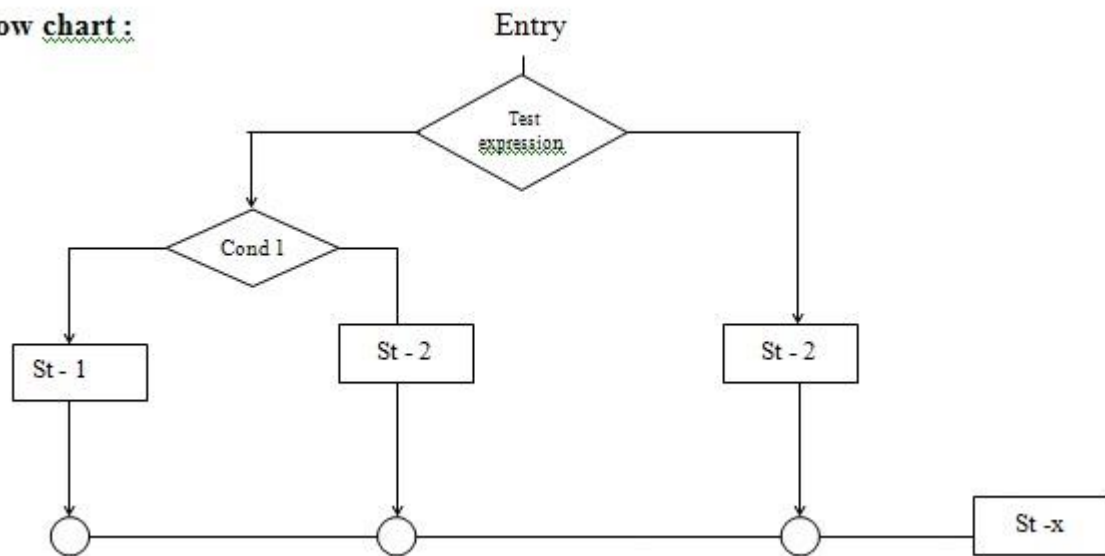 ow chart :
Entry
Test
expression
Cond 1
St - 1
St - 2
St - 2
St -x